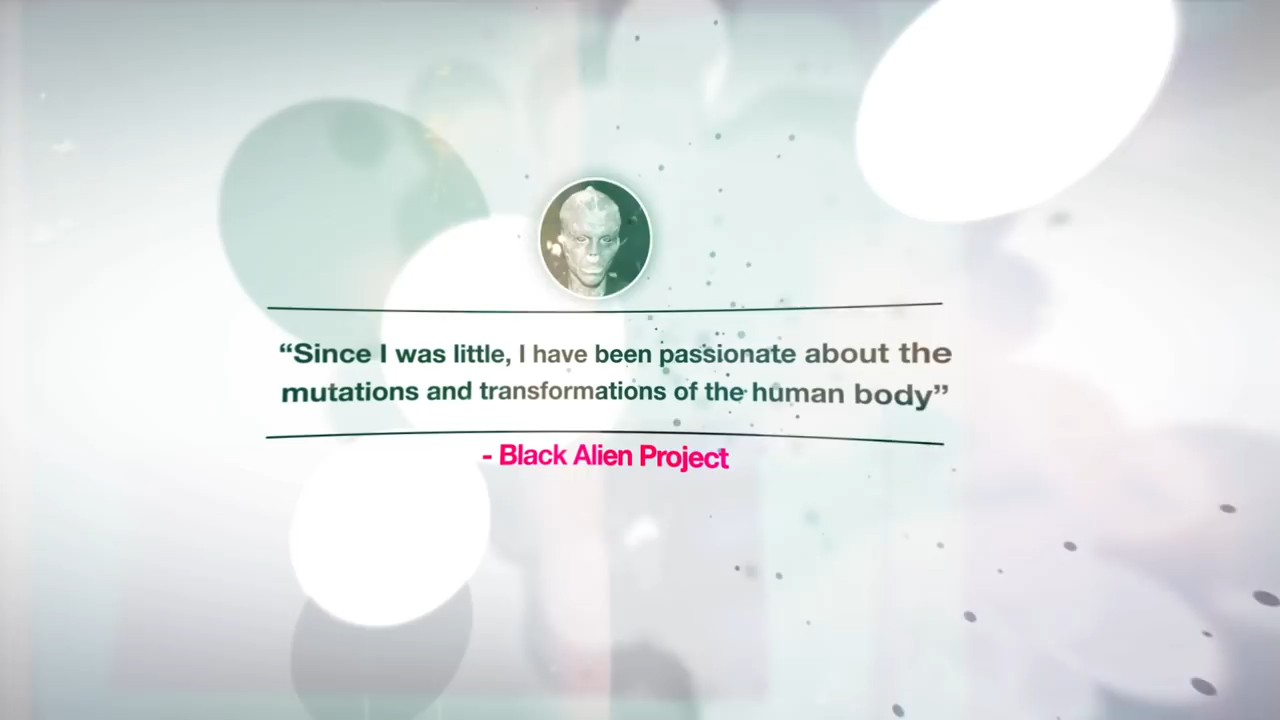 “Since I was little, I have been passionate about the
mutations and transformations of the human body”
- Black Alien Project